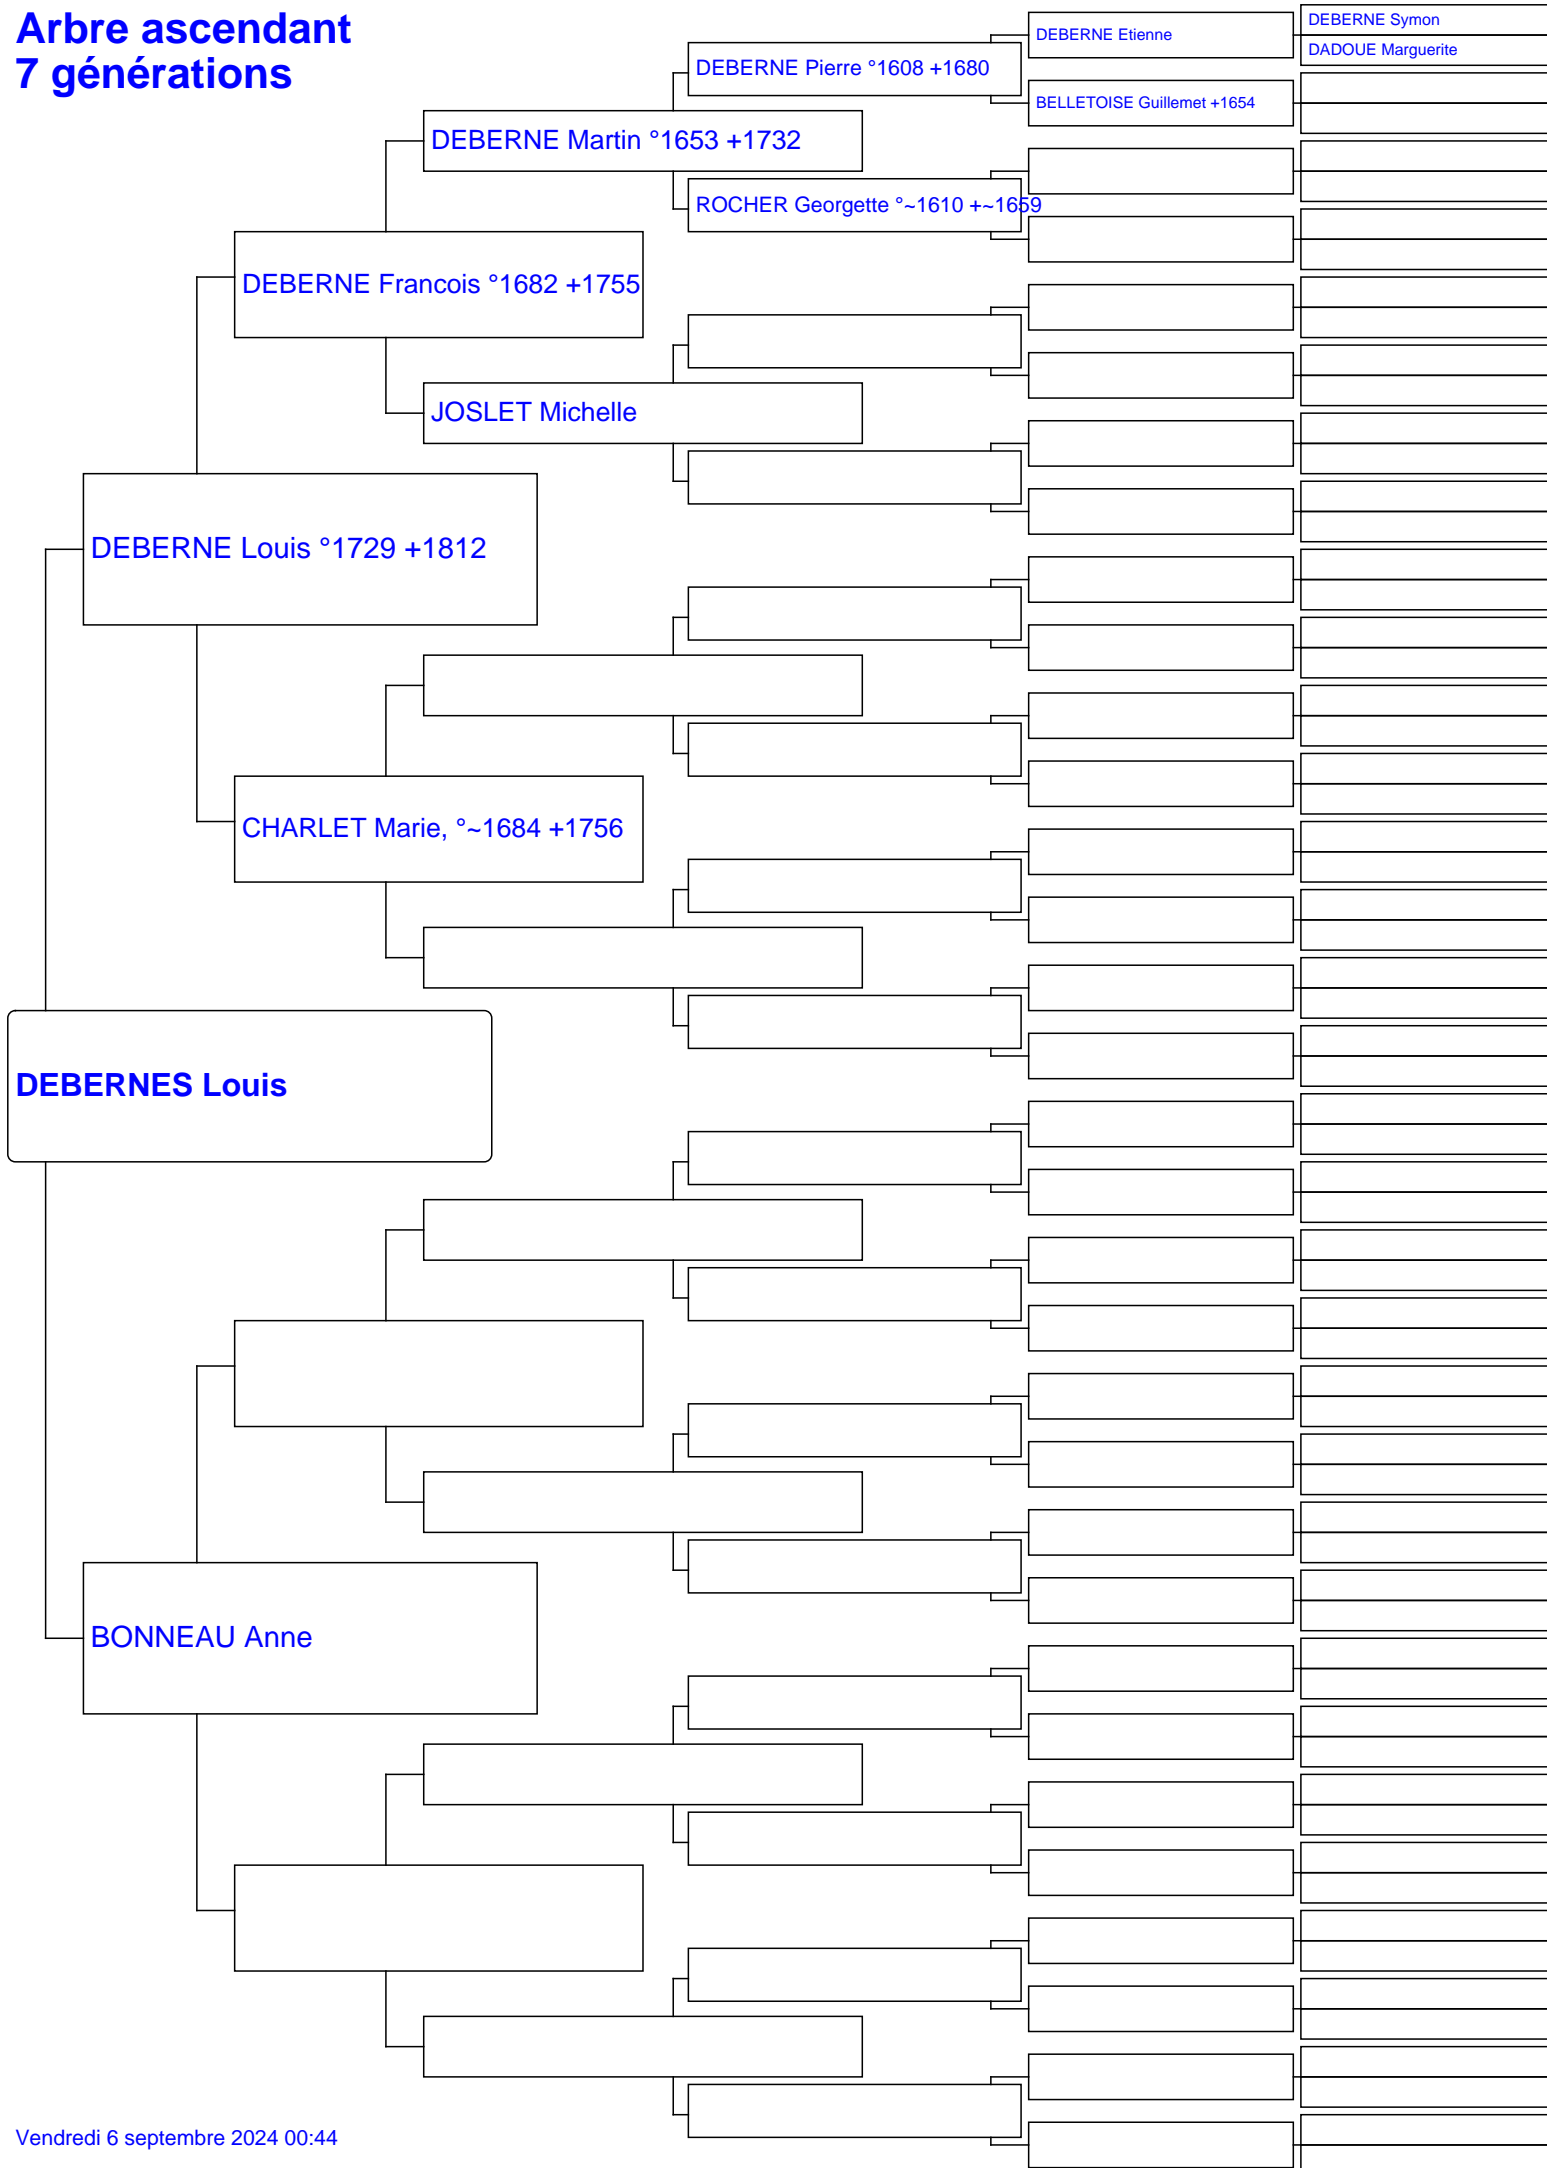 Arbre ascendant
7 générations
DEBERNE Symon
DADOUE Marguerite
DEBERNE Etienne
DEBERNE Pierre °1608 +1680
BELLETOISE Guillemet +1654
DEBERNE Martin °1653 +1732
ROCHER Georgette °~1610 +~1659
DEBERNE Francois °1682 +1755
JOSLET Michelle
DEBERNE Louis °1729 +1812
CHARLET Marie, °~1684 +1756
DEBERNES Louis
BONNEAU Anne
Vendredi 6 septembre 2024 00:44